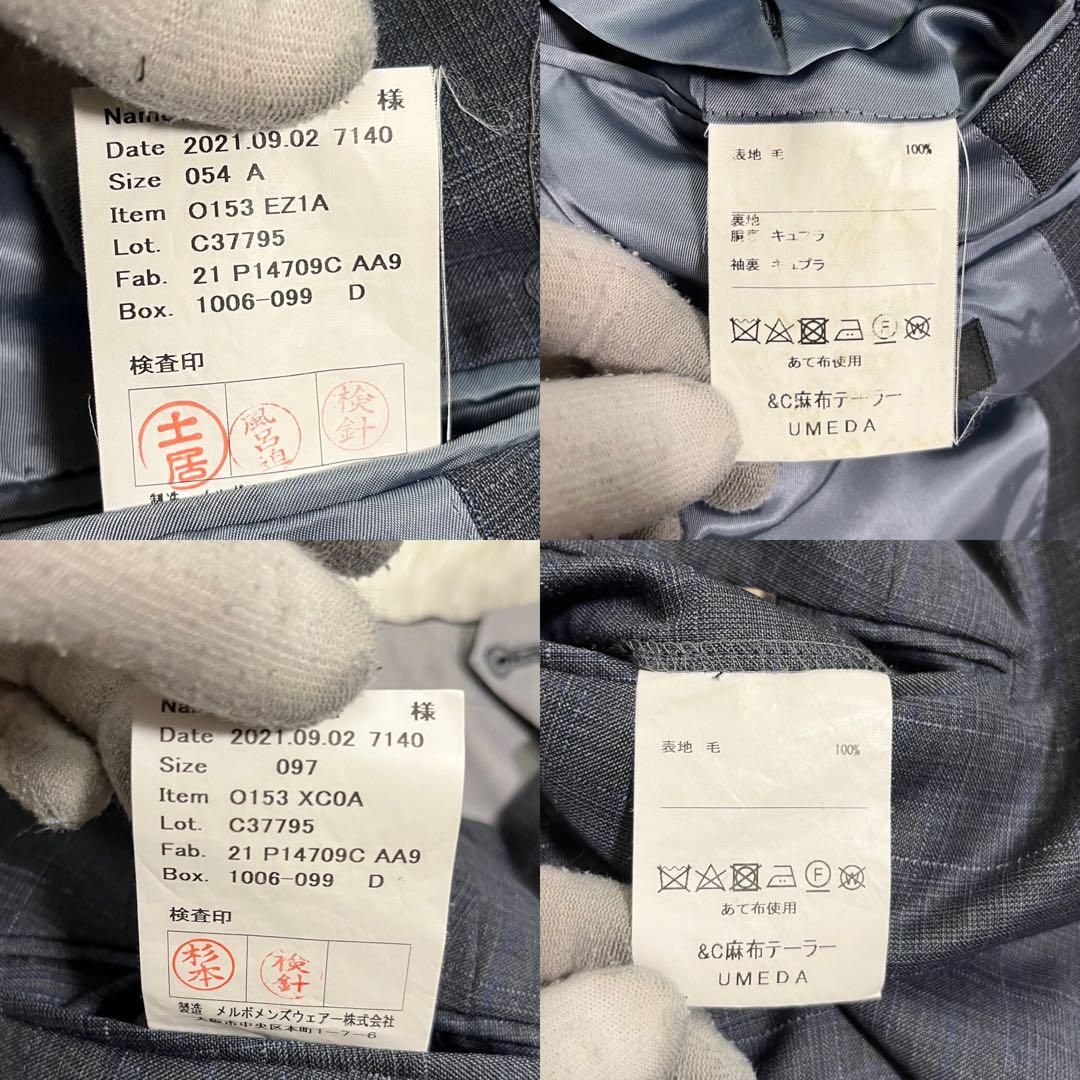 Name 様
Date 2021.09.02 7140
Size 054 A
Item O153 EZ1A
Lot. C37795
Fab. 21 P14709C AA9
Box. 1006-099 D
検査印
土居 風呂迫 検針
製造
表地 毛 100%
裏地
胴裏 キュプラ
袖裏 キュプラ
あて布使用
&C麻布テーラー
UMEDA
様
Date 2021.09.02 7140
Size 097
Item O153 XC0A
Lot. C37795
Fab. 21 P14709C AA9
Box. 1006-099 D
検査印
杉本 検針
製造 メルボメンズウェアー株式会社
大阪市中央区本町1-7-6
表地 毛 100%
F
あて布使用
&C麻布テーラー
UMEDA